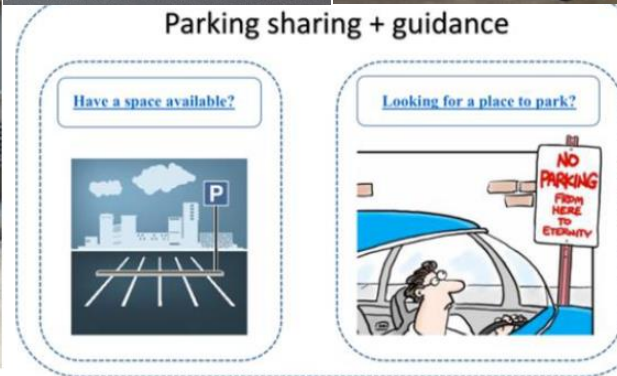 Parking sharing + guidance
Have a space available?
Looking for a place to park?
P
NO
PARKING
FROM
HERE
TO
ETERNITY